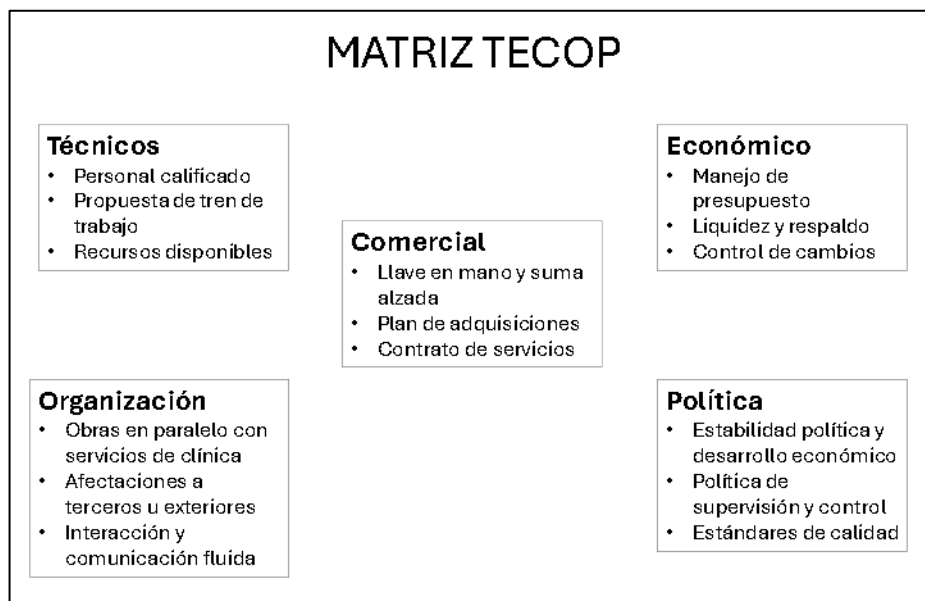 MATRIZ TECOP
Técnicos
• Personal calificado
• Propuesta de tren de
trabajo
• Recursos disponibles
Económico
• Manejo de
presupuesto
• Liquidez y respaldo
• Control de cambios
Comercial
• Llave en mano y suma
alzada
• Plan de adquisiciones
• Contrato de servicios
Organización
• Obras en paralelo con
servicios de clínica
• Afectaciones a
terceros u exteriores
• Interacción y
comunicación fluida
Política
• Estabilidad política y
desarrollo económico
• Política de
supervisión y control
• Estándares de calidad